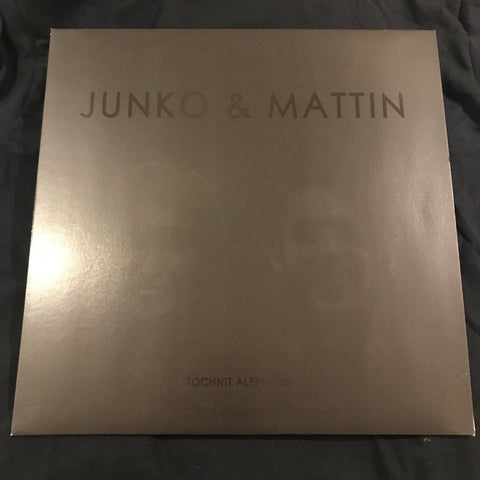 JUNKO & MATTIN
TOCHNIT ALEPH